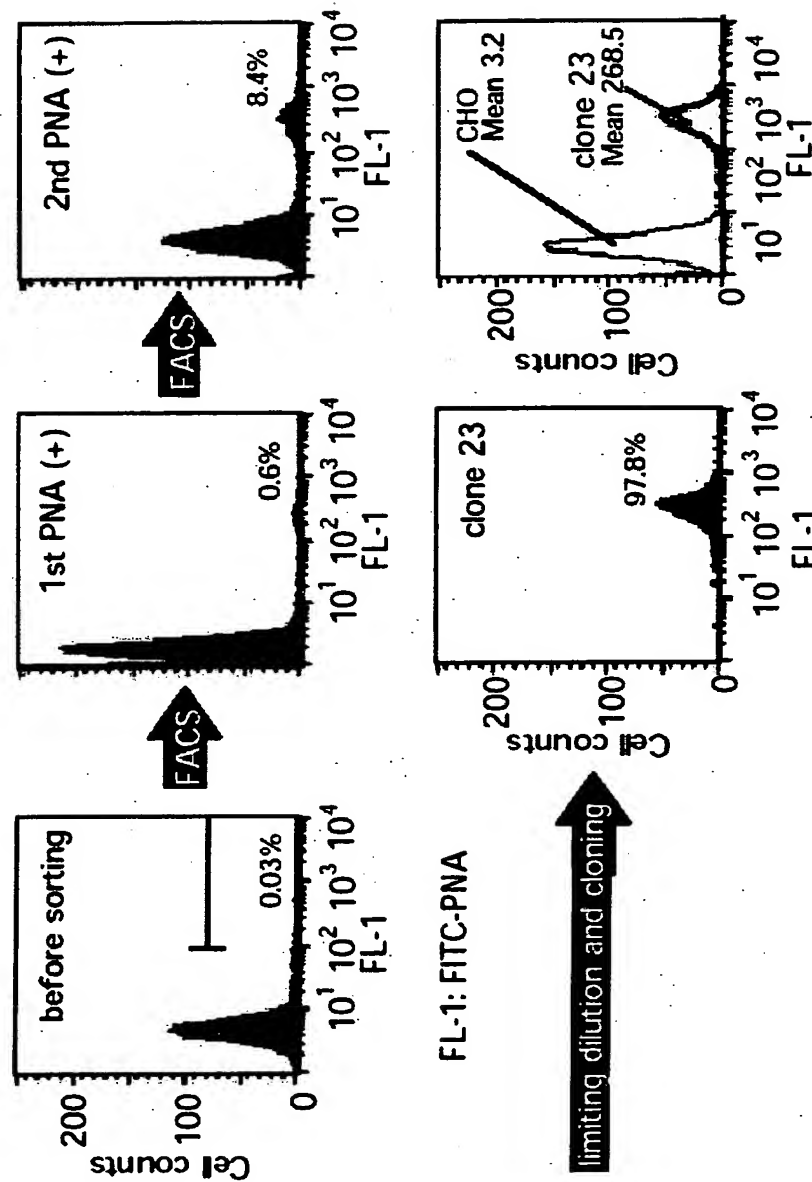 before sorting
Cell counts
200
100
0
0.03%
10¹ 10² 10³ 10⁴
FL-1
FACS
1st PNA (+)
0.6%
10¹ 10² 10³ 10⁴
FL-1
FACS
2nd PNA (+)
8.4%
10¹ 10² 10³ 10⁴
FL-1
FL-1: FITC-PNA
limiting dilution and cloning
Cell counts
200
100
0
clone 23
97.8%
10¹ 10² 10³ 10⁴
FL-1
Cell counts
200
100
0
CHO
Mean 3.2
clone 23
Mean 268.5
10¹ 10² 10³ 10⁴
FL-1